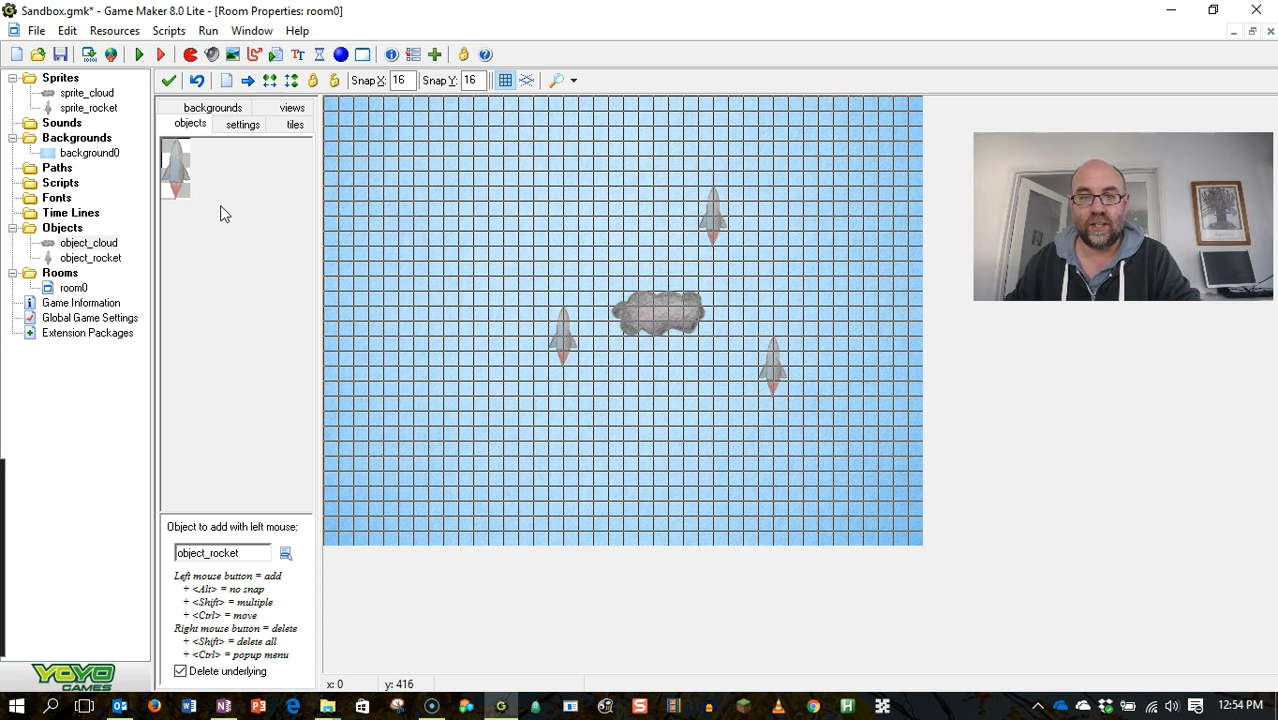 Sandbox.gmk* - Game Maker 8.0 Lite - [Room Properties: room0]
File Edit Resources Scripts Run Window Help
Snap X: 16 Snap Y: 16
Sprites
sprite_cloud
sprite_rocket
Sounds
Backgrounds
background0
Paths
Scripts
Fonts
Time Lines
Objects
object_cloud
object_rocket
Rooms
room0
Game Information
Global Game Settings
Extension Packages
backgrounds views
objects settings tiles
Object to add with left mouse:
object_rocket
Left mouse button = add
+ <Alt> = no snap
+ <Shift> = multiple
+ <Ctrl> = move
Right mouse button = delete
+ <Shift> = delete all
+ <Ctrl> = popup menu
Delete underlying
YOYO
GAMES
x: 0 y: 416
12:54 PM